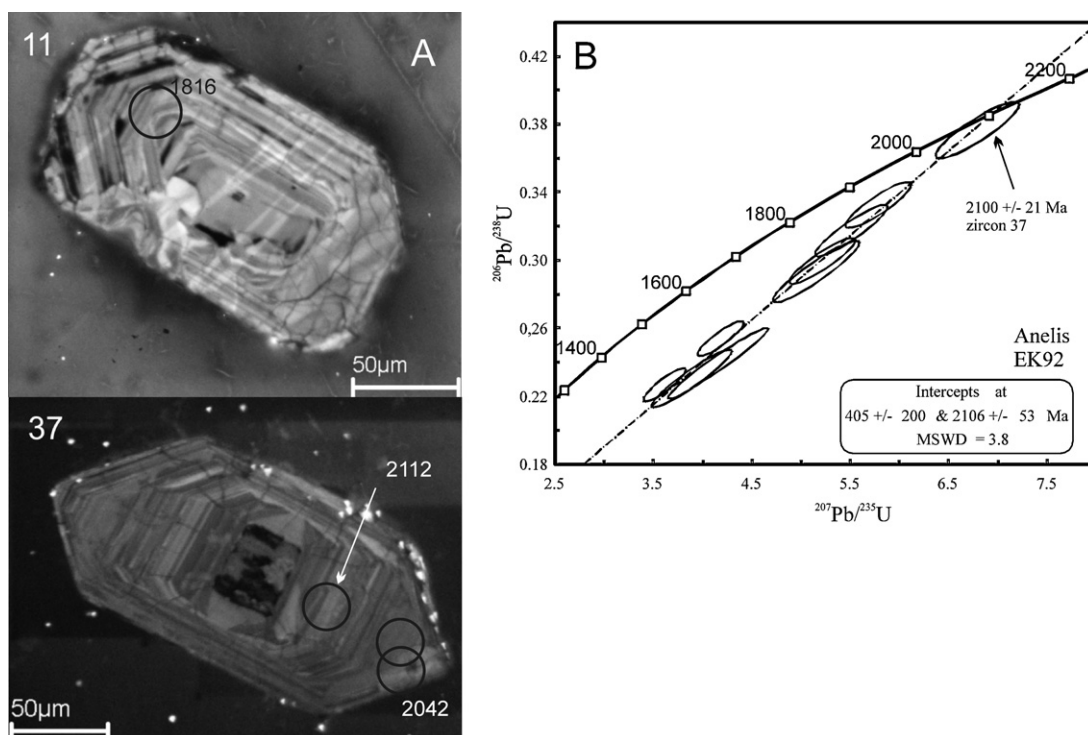 11
A
1816
50µm
37
2112
2042
50µm
B
0.42
0.38
0.34
0.30
0,26
0.22
0.18
2.5
3.5
4.5
5.5
6.5
7.5
²⁰⁶Pb/²³⁸U
²⁰⁷Pb/²³⁵U
1400
1600
1800
2000
2200
2100 +/- 21 Ma
zircon 37
Anelis
EK92
Intercepts at
405 +/- 200 & 2106 +/- 53 Ma
MSWD = 3.8